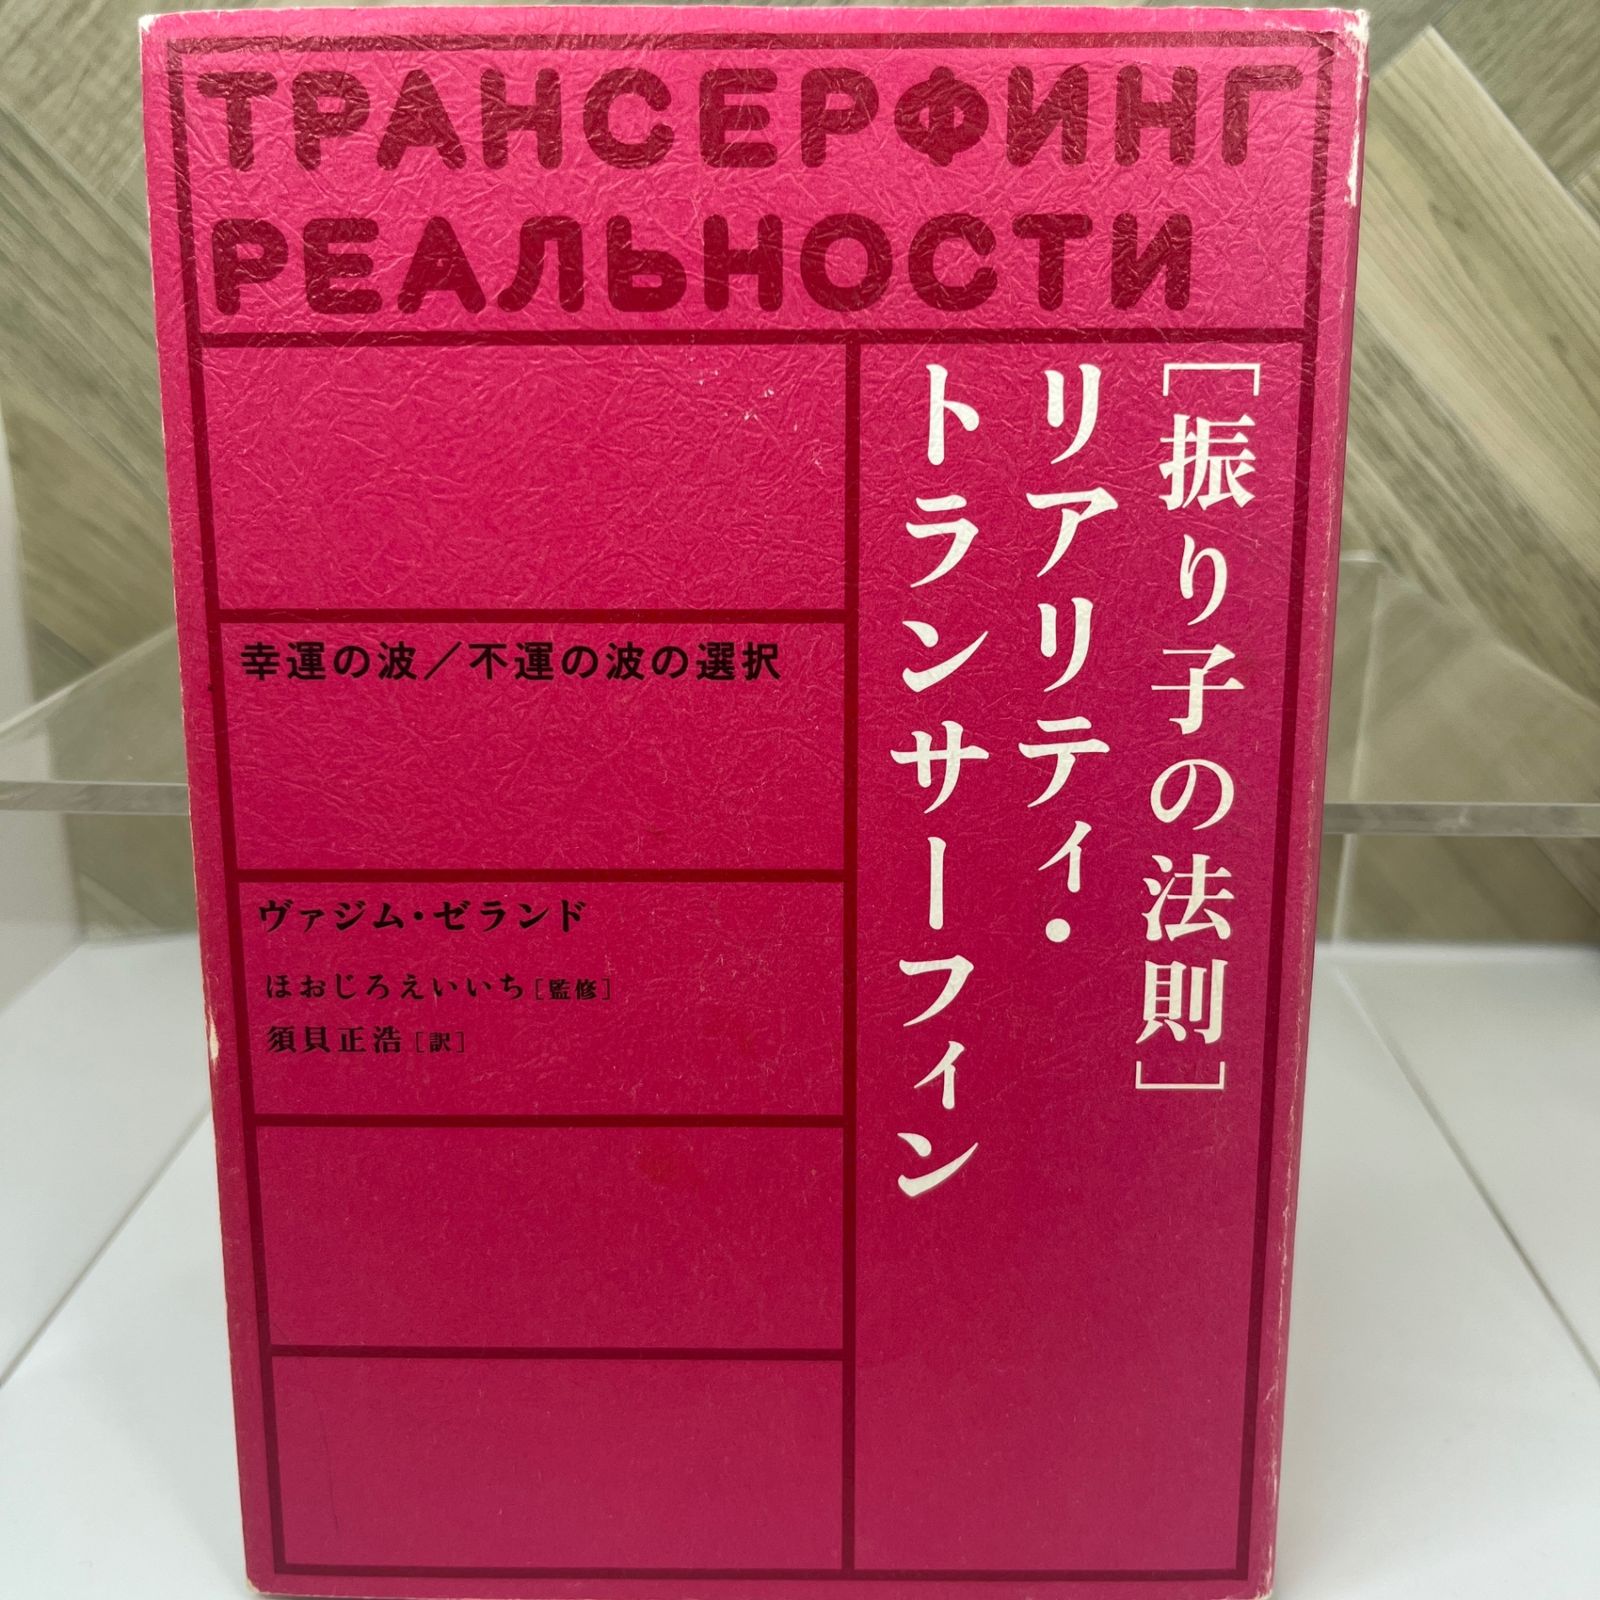 ТРАНСЕРФИНГ
РЕАЛЬНОСТИ
[振り子の法則]
リアリティ・
トランサーフィン
幸運の波／不運の波の選択
ヴァジム・ゼランド
ほおじろえいいち[監修]
須貝正浩[訳]